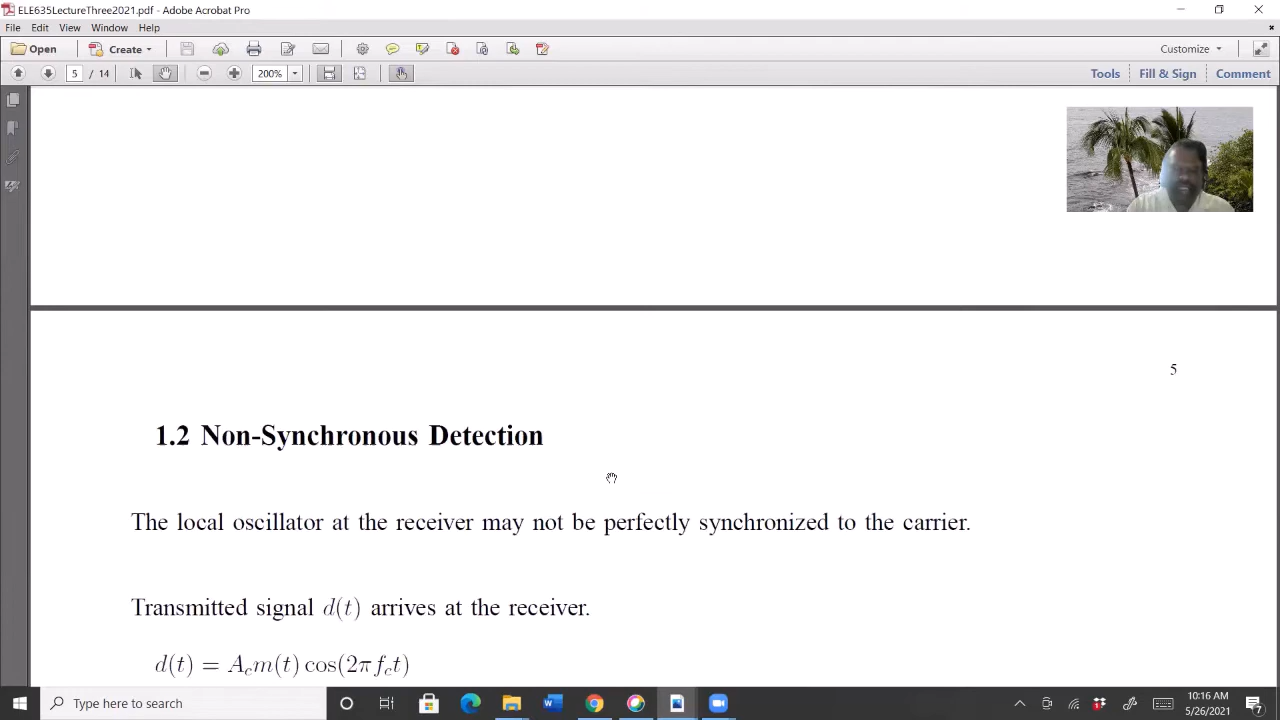 ELE635LectureThree2021.pdf - Adobe Acrobat Pro
File Edit View Window Help
Open Create Customize
5 / 14 200% Tools Fill & Sign Comment
5
1.2 Non-Synchronous Detection
The local oscillator at the receiver may not be perfectly synchronized to the carrier.
Transmitted signal d(t) arrives at the receiver.
d(t) = A_c m(t) cos(2π f_c t)
Type here to search
10:16 AM
5/26/2021
7